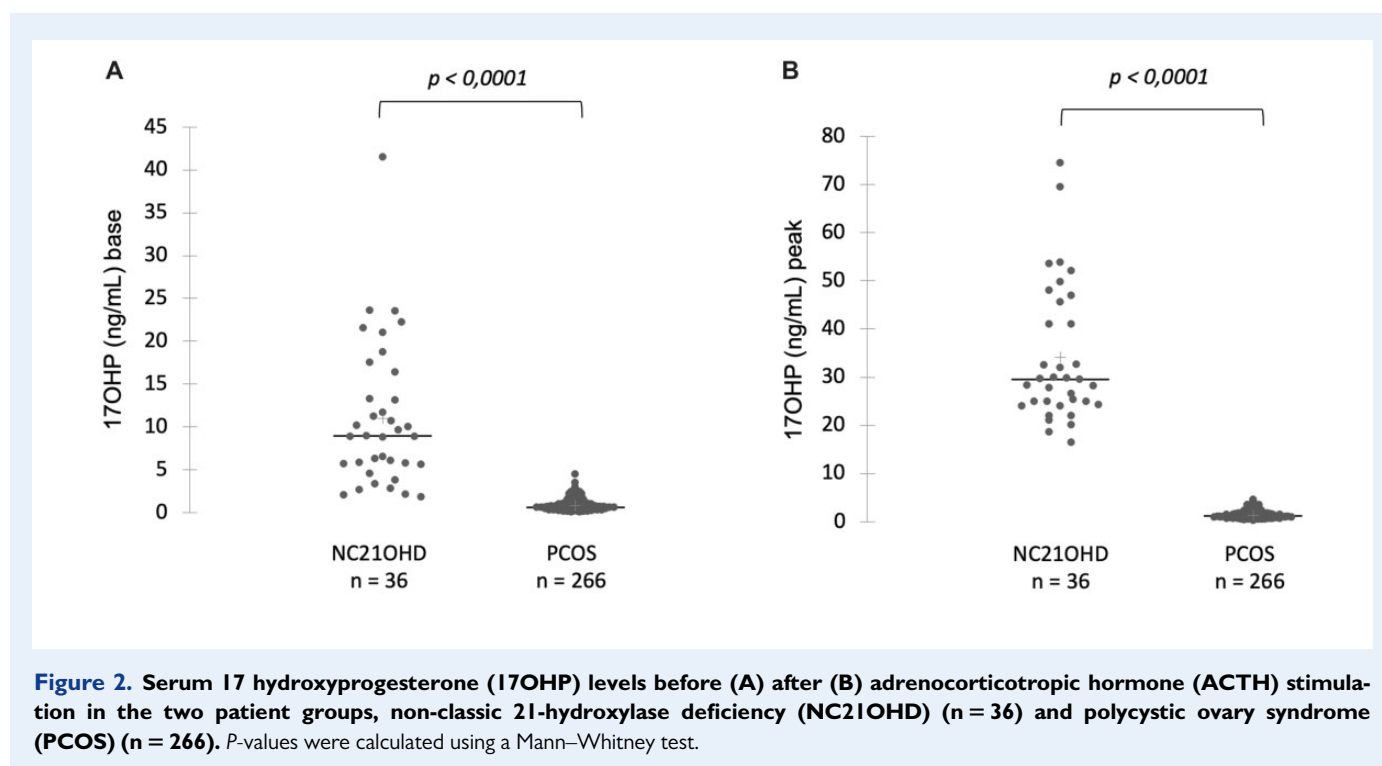 A
p < 0,0001
17OHP (ng/mL) base
45
40
35
30
25
20
15
10
5
0
NC21OHD
n = 36
PCOS
n = 266
B
p < 0,0001
17OHP (ng/mL) peak
80
70
60
50
40
30
20
10
0
NC21OHD
n = 36
PCOS
n = 266
Figure 2. Serum 17 hydroxyprogesterone (17OHP) levels before (A) after (B) adrenocorticotropic hormone (ACTH) stimula-
tion in the two patient groups, non-classic 21-hydroxylase deficiency (NC21OHD) (n = 36) and polycystic ovary syndrome
(PCOS) (n = 266). P-values were calculated using a Mann–Whitney test.